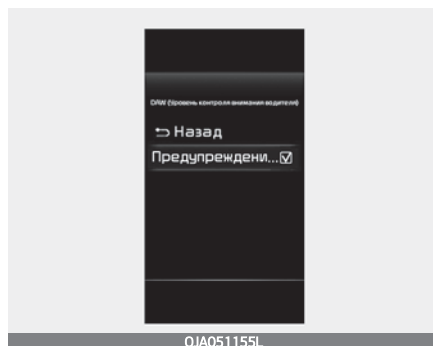 DAW (Уровень контроля внимания водителя)
Назад
Предупреждени...
OJA051155L